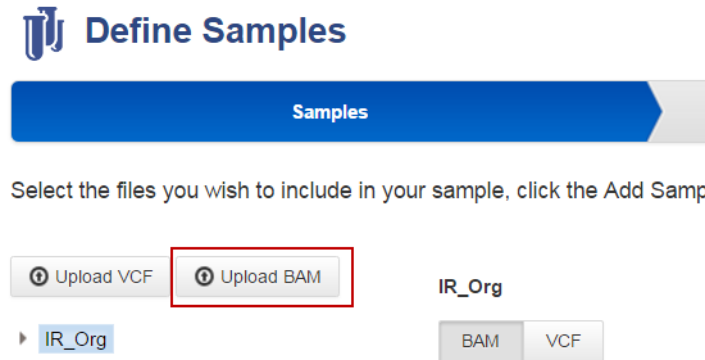 Define Samples
Samples
Select the files you wish to include in your sample, click the Add Samp
Upload VCF Upload BAM
IR_Org
IR_Org
BAM VCF